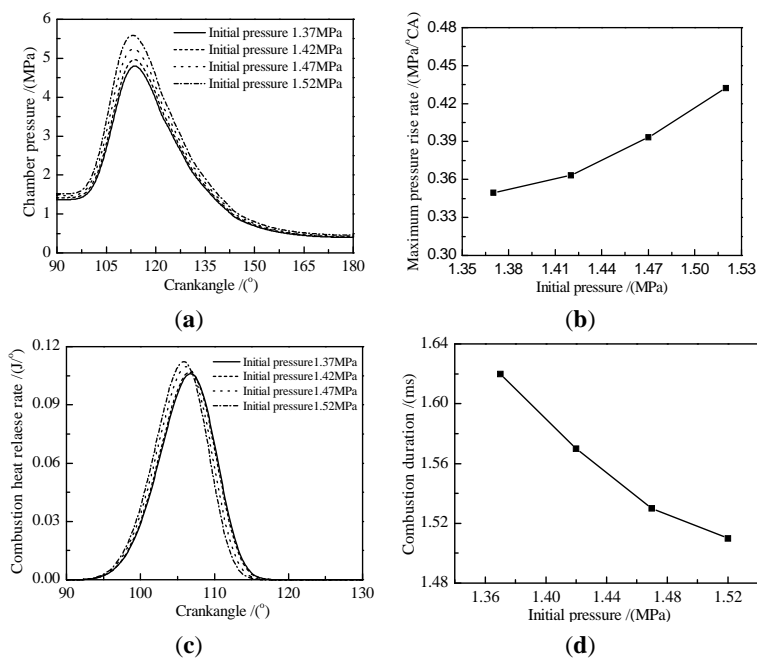 Chamber pressure /(MPa)
6
5
4
3
2
1
0
Initial pressure 1.37MPa
Initial pressure 1.42MPa
Initial pressure 1.47MPa
Initial pressure 1.52MPa
90 105 120 135 150 165 180
Crankangle /(°)
(a)
Maximum pressure rise rate /(MPa/°CA)
0.48
0.45
0.42
0.39
0.36
0.33
0.30
1.35 1.38 1.41 1.44 1.47 1.50 1.53
Initial pressure /(MPa)
(b)
Combustion heat relaese rate /(J/°)
0.12
0.09
0.06
0.03
0.00
Initial pressure1.37MPa
Initial pressure1.42MPa
Initial pressure1.47MPa
Initial pressure1.52MPa
90 100 110 120 130
Crankangle /(°)
(c)
Combustion duration /(ms)
1.64
1.60
1.56
1.52
1.48
1.36 1.40 1.44 1.48 1.52
Initial pressure /(MPa)
(d)